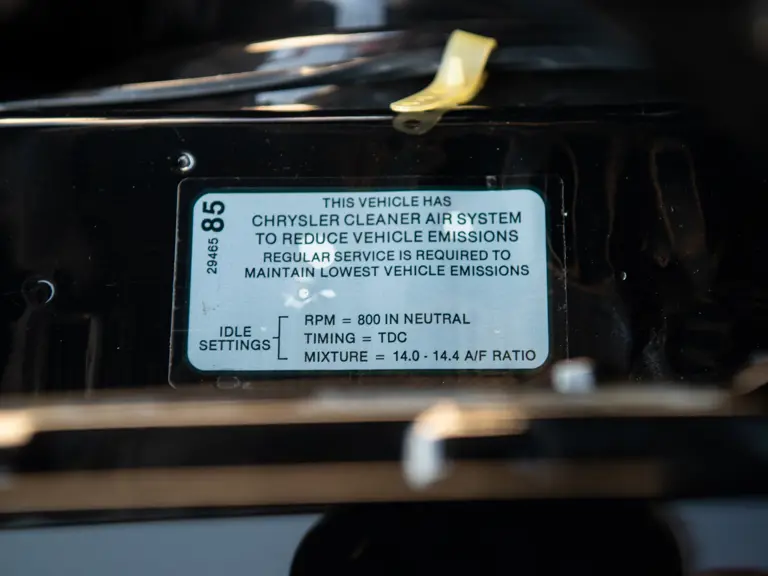 29465 85
THIS VEHICLE HAS
CHRYSLER CLEANER AIR SYSTEM
TO REDUCE VEHICLE EMISSIONS
REGULAR SERVICE IS REQUIRED TO
MAINTAIN LOWEST VEHICLE EMISSIONS
IDLE
SETTINGS
RPM = 800 IN NEUTRAL
TIMING = TDC
MIXTURE = 14.0 - 14.4 A/F RATIO